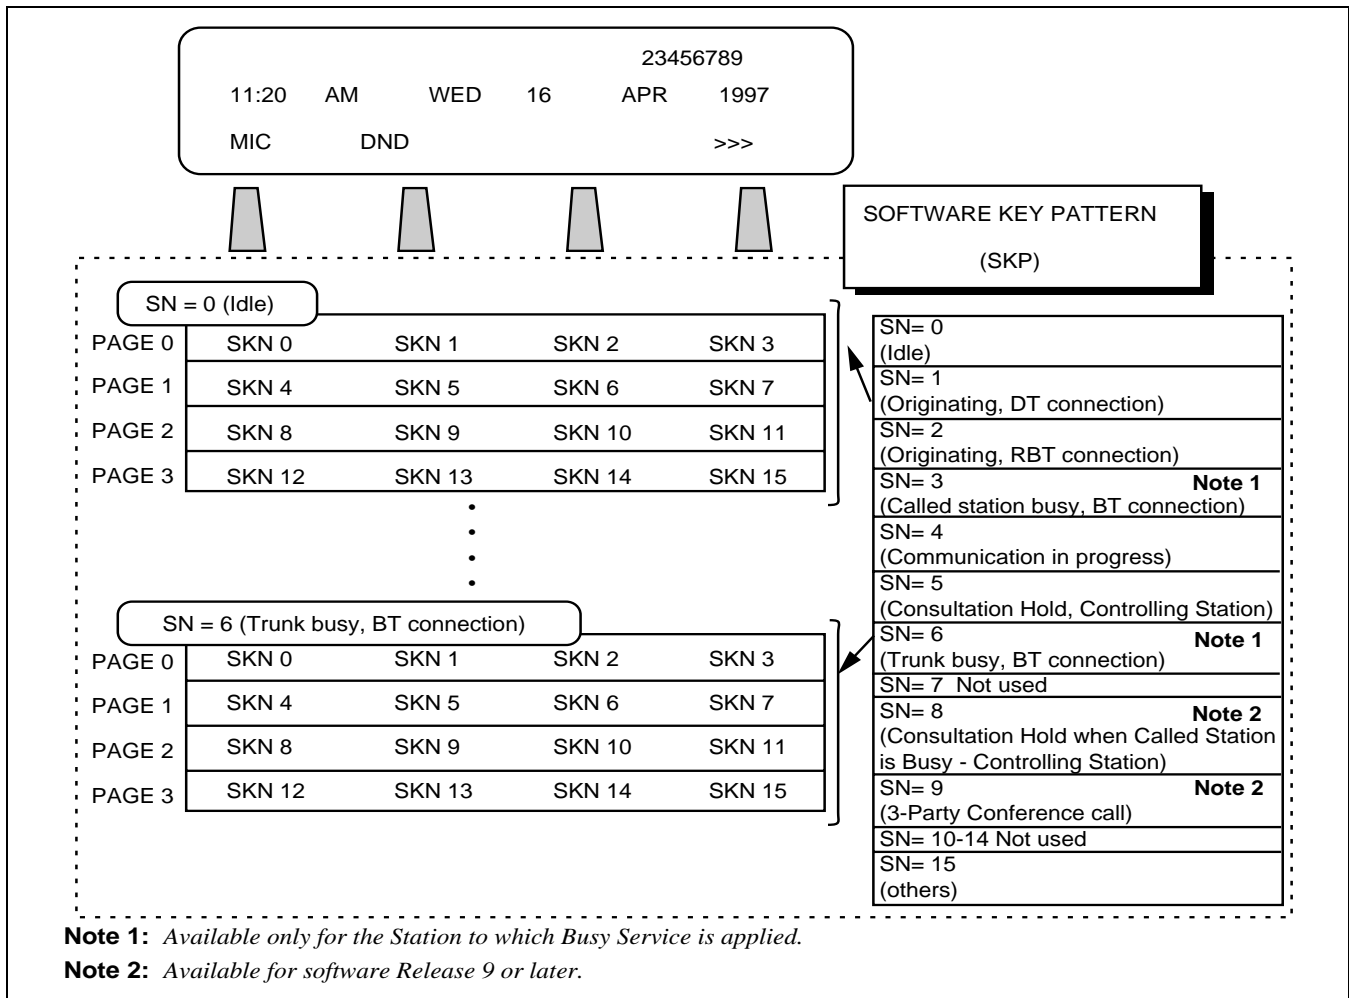 23456789
11:20 AM WED 16 APR 1997
MIC DND >>>
SOFTWARE KEY PATTERN
(SKP)
SN = 0 (Idle)
PAGE 0 SKN 0 SKN 1 SKN 2 SKN 3
PAGE 1 SKN 4 SKN 5 SKN 6 SKN 7
PAGE 2 SKN 8 SKN 9 SKN 10 SKN 11
PAGE 3 SKN 12 SKN 13 SKN 14 SKN 15
SN = 6 (Trunk busy, BT connection)
PAGE 0 SKN 0 SKN 1 SKN 2 SKN 3
PAGE 1 SKN 4 SKN 5 SKN 6 SKN 7
PAGE 2 SKN 8 SKN 9 SKN 10 SKN 11
PAGE 3 SKN 12 SKN 13 SKN 14 SKN 15
SN= 0
(Idle)
SN= 1
(Originating, DT connection)
SN= 2
(Originating, RBT connection)
SN= 3 Note 1
(Called station busy, BT connection)
SN= 4
(Communication in progress)
SN= 5
(Consultation Hold, Controlling Station)
SN= 6 Note 1
(Trunk busy, BT connection)
SN= 7 Not used
SN= 8 Note 2
(Consultation Hold when Called Station
is Busy - Controlling Station)
SN= 9 Note 2
(3-Party Conference call)
SN= 10-14 Not used
SN= 15
(others)
Note 1: Available only for the Station to which Busy Service is applied.
Note 2: Available for software Release 9 or later.